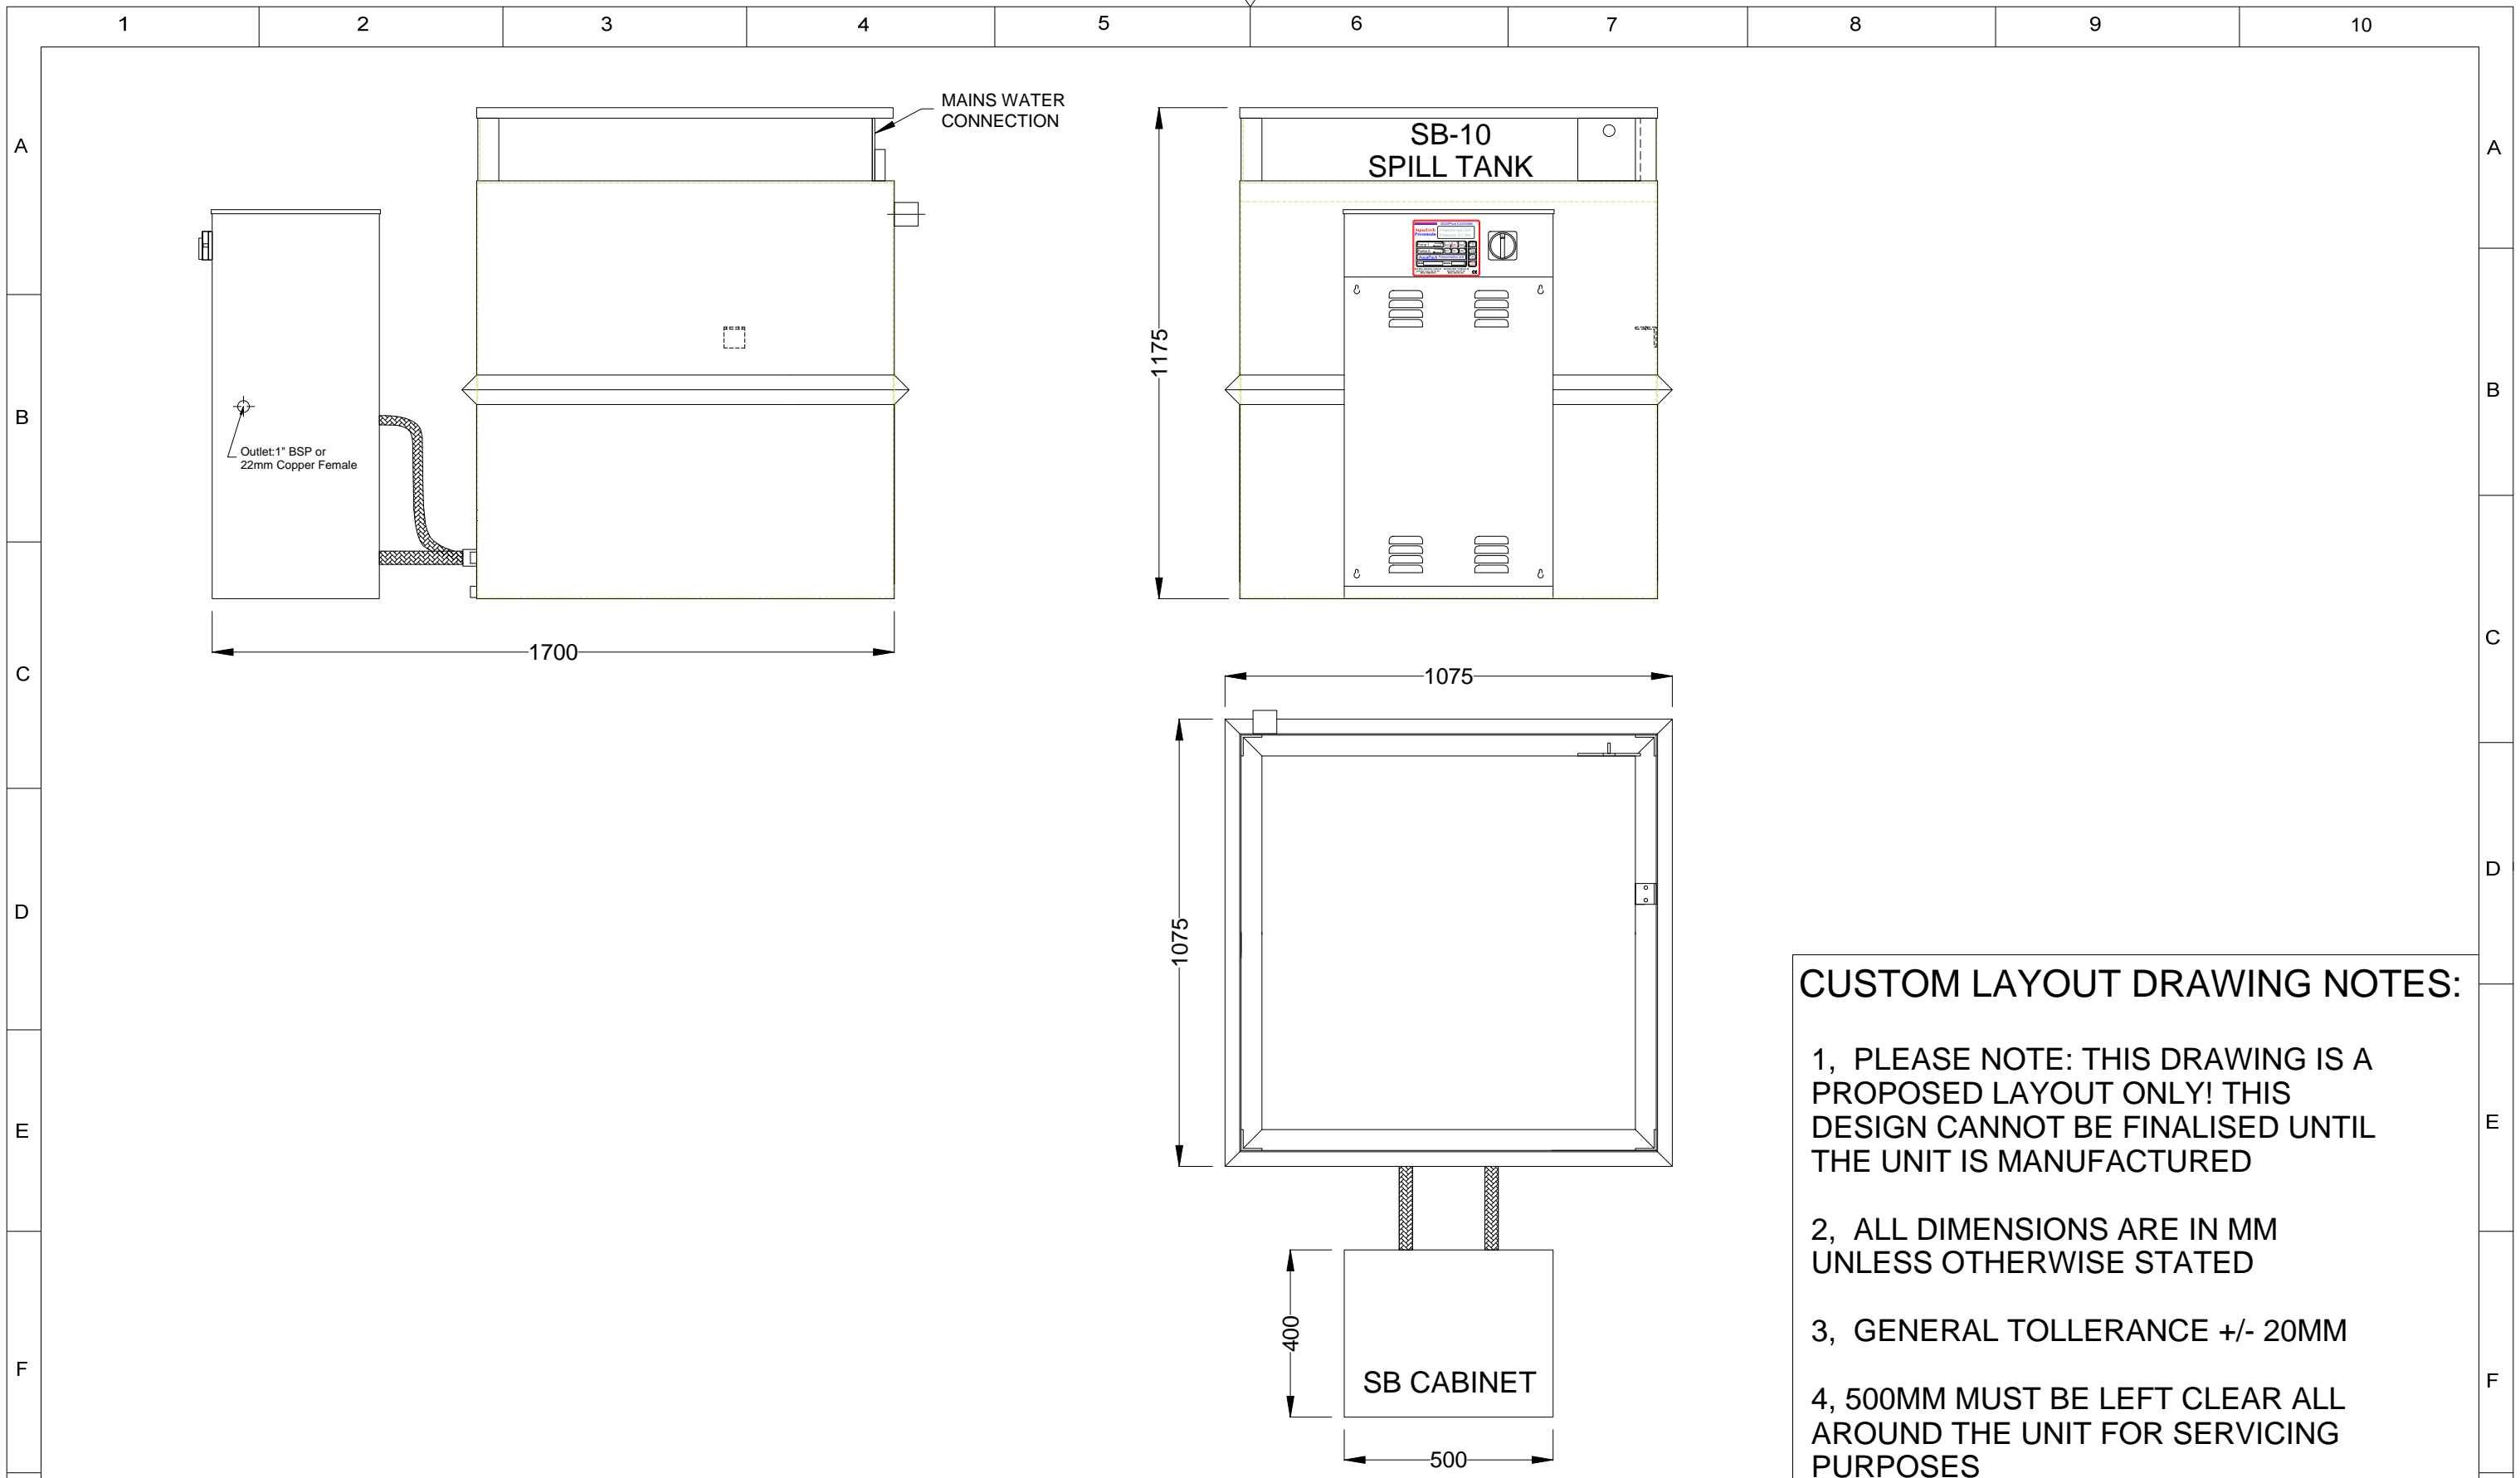 1 2 3 4 5 6 7 8 9 10
A
B
C
D
E
F
A
B
C
D
E
F
MAINS WATER
CONNECTION
Outlet:1" BSP or
22mm Copper Female
1700
SB-10
SPILL TANK
1175
1075
1075
400
SB CABINET
500
CUSTOM LAYOUT DRAWING NOTES:
1, PLEASE NOTE: THIS DRAWING IS A
PROPOSED LAYOUT ONLY! THIS
DESIGN CANNOT BE FINALISED UNTIL
THE UNIT IS MANUFACTURED
2, ALL DIMENSIONS ARE IN MM
UNLESS OTHERWISE STATED
3, GENERAL TOLLERANCE +/- 20MM
4, 500MM MUST BE LEFT CLEAR ALL
AROUND THE UNIT FOR SERVICING
PURPOSES